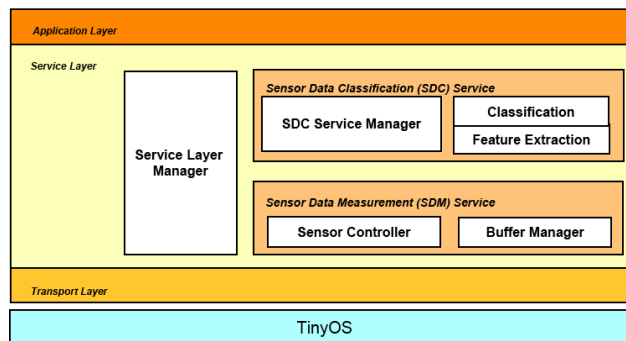 Application Layer
Service Layer
Sensor Data Classification (SDC) Service
SDC Service Manager
Classification
Feature Extraction
Service Layer
Manager
Sensor Data Measurement (SDM) Service
Sensor Controller
Buffer Manager
Transport Layer
TinyOS